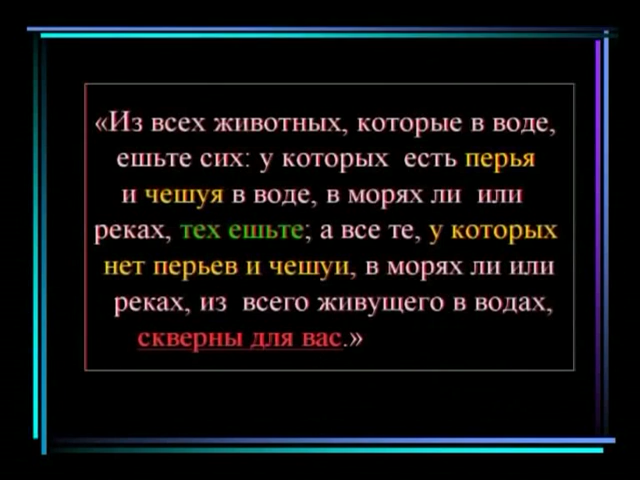 «Из всех животных, которые в воде,
ешьте сих: у которых есть перья
и чешуя в воде, в морях ли или
реках, тех ешьте; а все те, у которых
нет перьев и чешуи, в морях ли или
реках, из всего живущего в водах,
скверны для вас.»